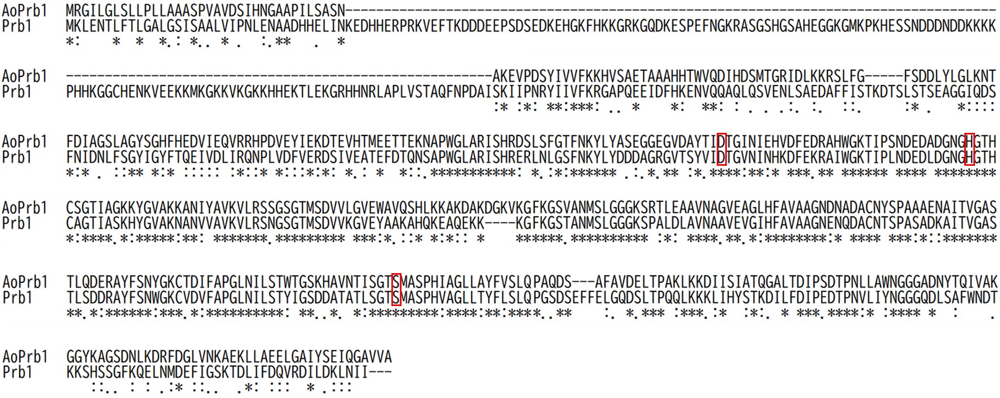 AoPrb1 MRGILGLSLLPLLAAASPVAVDSIHNGAAPILSASN------------------------------------------------------------------------------------
Prb1 MKLENTLFTLGALGSISAALVIPNLENAADHHELINKEDHHERPRKVEFTKDDDEEPSDSEDKEHGKFHKKGRKGQDKESPEFNGKRASGSHGSAHEGGKGMKPKHESSNDDDNDDKKKK
*:    *  *  *.: *.. * .  :.**   .  *
AoPrb1 -------------------------------------------------------AKEVPDSYIVVFKKHVSAETAAAHHTWVQDIHDSMTGRIDLKKRSLFG-----FSDDLYLGLKNT
Prb1 PHHKGGCHENKVEEKKMKGKKVKGKKHHEKTLEKGRHHNRLAPLVSTAQFNPDAISKIIPNRYIIVFKRGAPQEEIDFHKENVQQAQLQSVENLSAEDAFFISTKDTSLSTSEAGGIQDS
:* :*: **:***: .. *    *:  **: : . . .:. :.  ::.      :* .   *::::
AoPrb1 FDIAGSLAGYSGHFHEDVIEQVRRHPDVEYIEKDTEVHTMEETTEKNAPWGLARISHRDSLSFGTFNKYLYASEGGEGVDAYTIDTGINIEHVDFEDRAHWGKTIPSNDEDADGNGHGTH
Prb1 FNIDNLFSGYIGYFTQEIVDLIRQNPLVDFVERDSIVEATEFDTQNSAPWGLARISHRERLNLGSFNKYLYDDDAGRGVTSYVIDTGVNINHKDFEKRAIWGKTIPLNDEDLDGNGHGTH
*:* .  ::** *:* ::::: :*::* *:::*:*: *.: *  *::.***********: *.:*:****** .:.*.** :*.****:**:* ***.** ****** **** ********
AoPrb1 CSGTIAGKKYGVAKKANIYAVKVLRSSGSGTMSDVVLGVEWAVQSHLKKAKDAKDGKVKGFKGSVANMSLGGGKSRTLEAAVNAGVEAGLHFAVAAGNDNADACNYSPAAAENAITVGAS
Prb1 CAGTIASKHYGVAKNANVVAVKVLRSNGSGTMSDVVKGVEYAAKAHQKEAQEKK----KGFKGSTANMSLGGGKSPALDLAVNAAVEVGIHFAVAAGNENQDACNTSPASADKAITVGAS
*:****.*:*****:**: *******.********* ***:*.::* *:*:: *    ******.********** :*: ****.**.*:*********:* **** ***:*::*******
AoPrb1 TLQDERAYFSNYGKCTDIFAPGLNILSTWTGSKHAVNTISGTSMASPHIAGLLAYFVSLQPAQDS---AFAVDELTPAKLKKDIISIATQGALTDIPSDTPNLLAWNGGGADNYTQIVAK
Prb1 TLSDDRAYFSNWGKCVDVFAPGLNILSTYIGSDDATATLSGTSMASPHVAGLLTYFLSLQPGSDSEFFELGQDSLTPQQLKKKLIHYSTKDILFDIPEDTPNVLIYNGGGQDLSAFWNDT
**.*:******:***.*:**********: **..*. *:*********:****:**:****..**    :. *.*** :***.:*  :*:. * ***.****:* :**** *  :    .
AoPrb1 GGYKAGSDNLKDRFDGLVNKAEKLLAEELGAIYSEIQGAVVA
Prb1 KKSHSSGFKQELNMDEFIGSKTDLIFDQVRDILDKLNII---
::..  : : .:* ::..  .*: :::  * .:::